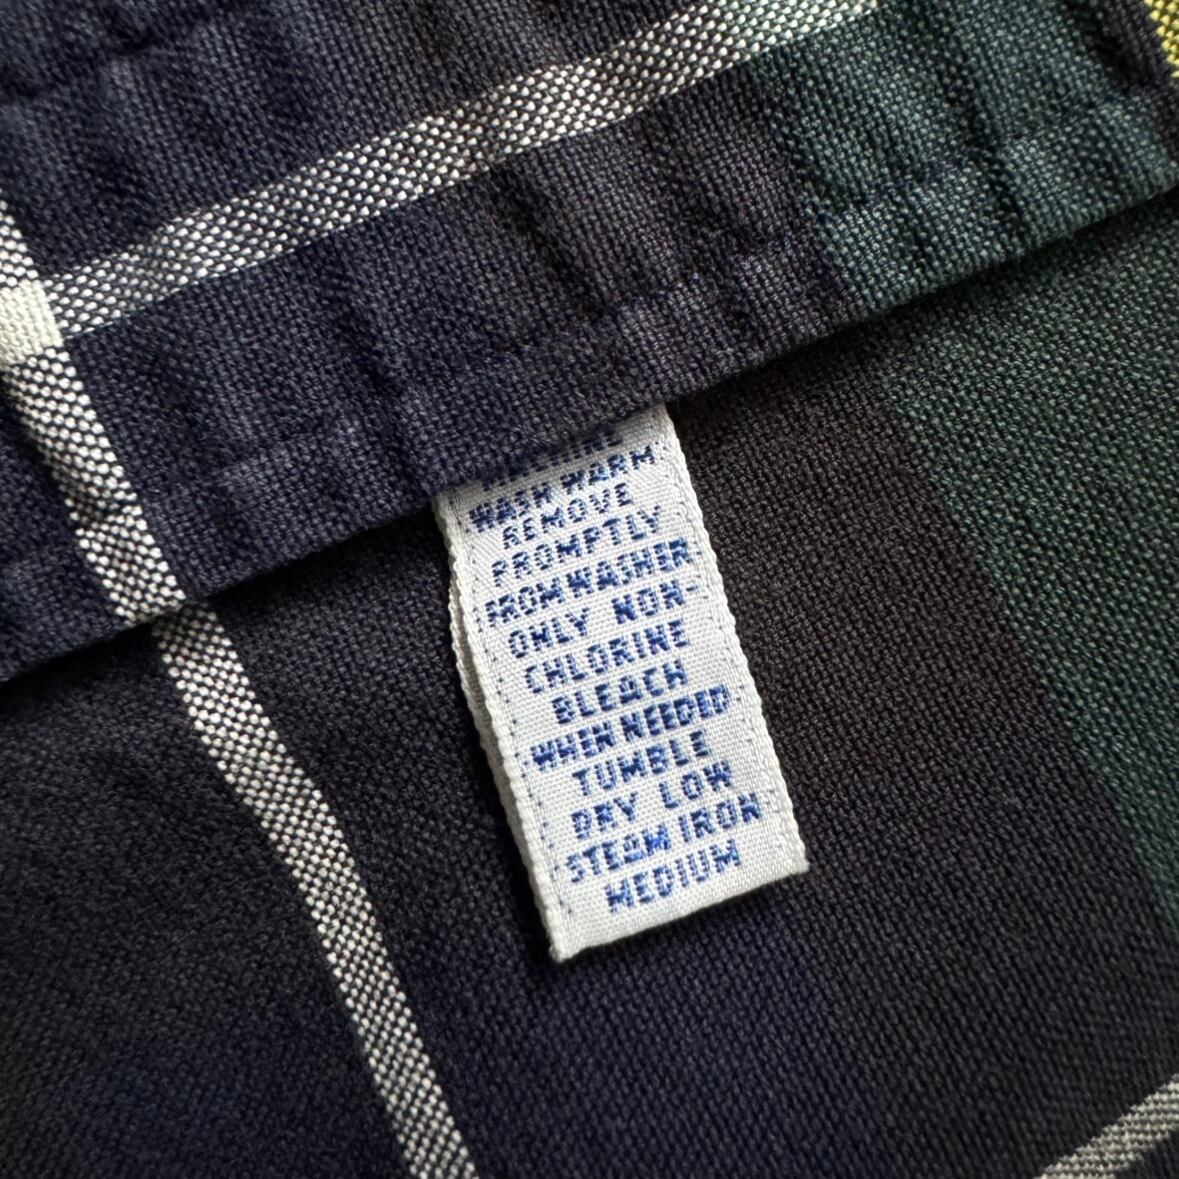 WASH WARM
REMOVE
PROMPTLY
FROM WASHER
ONLY NON-
CHLORINE
BLEACH
WHEN NEEDED
TUMBLE
DRY LOW
STEAM IRON
MEDIUM